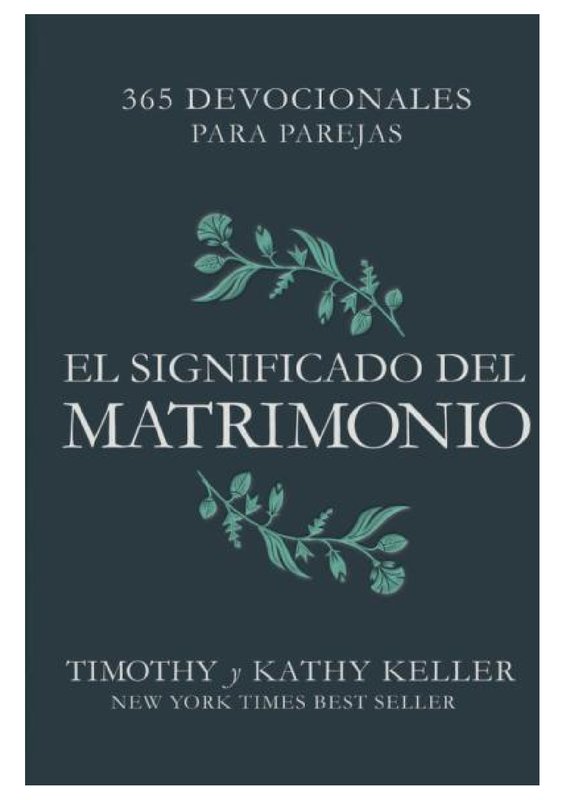 365 DEVOCIONALES
PARA PAREJAS
EL SIGNIFICADO DEL
MATRIMONIO
TIMOTHY y KATHY KELLER
NEW YORK TIMES BEST SELLER